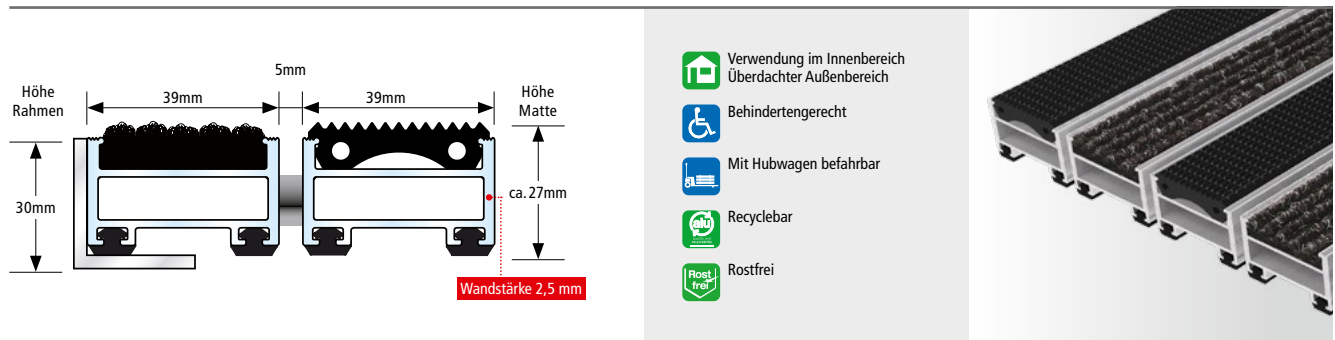 5mm
Höhe
Rahmen
39mm
39mm
Höhe
Matte
30mm
ca. 27mm
Wandstärke 2,5 mm
Verwendung im Innenbereich
Überdachter Außenbereich
Behindertengerecht
Mit Hubwagen befahrbar
alu
Recyclebar
Rost
frei
Rostfrei